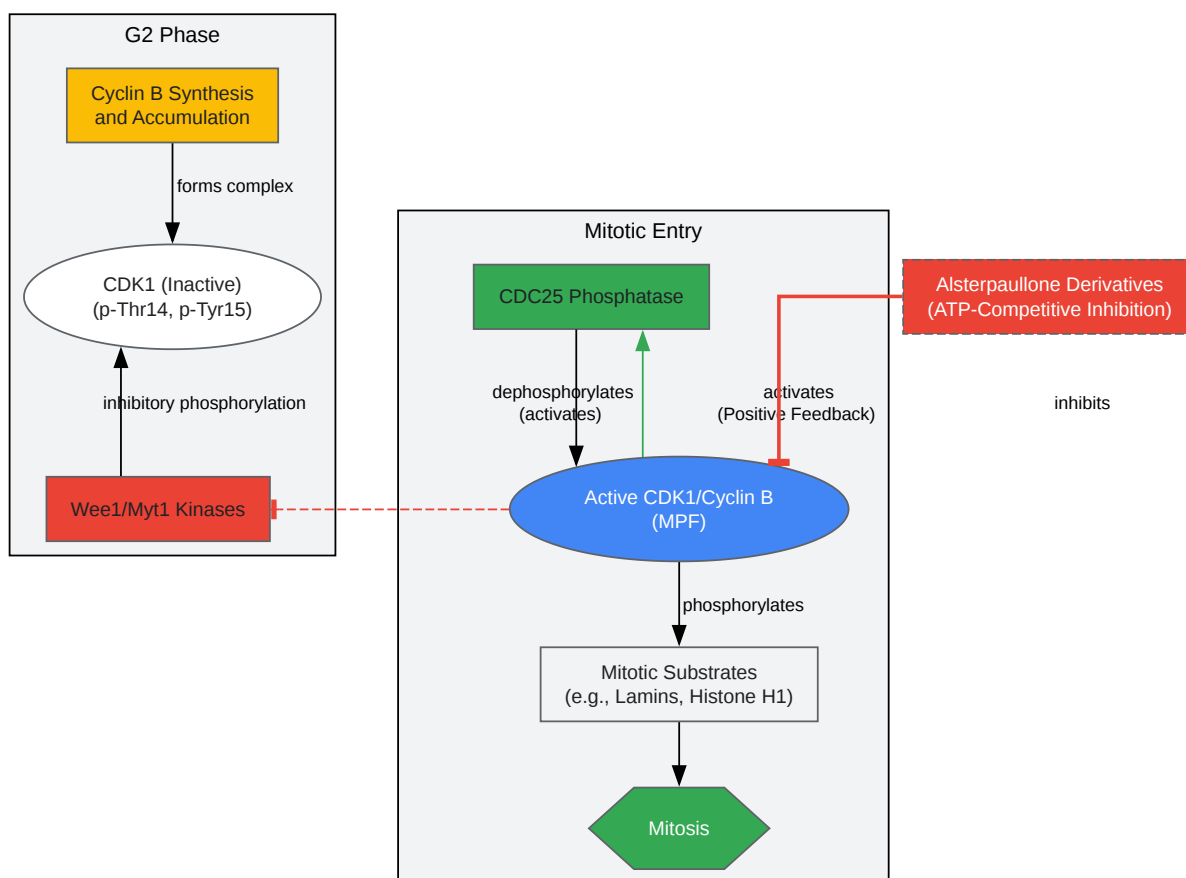 G2 Phase
Cyclin B Synthesis
and Accumulation
forms complex
CDK1 (Inactive)
(p-Thr14, p-Tyr15)
inhibitory phosphorylation
Wee1/Myt1 Kinases
Mitotic Entry
CDC25 Phosphatase
dephosphorylates
(activates)
activates
(Positive Feedback)
Active CDK1/Cyclin B
(MPF)
phosphorylates
Mitotic Substrates
(e.g., Lamins, Histone H1)
Mitosis
Alsterpaullone Derivatives
(ATP-Competitive Inhibition)
inhibits